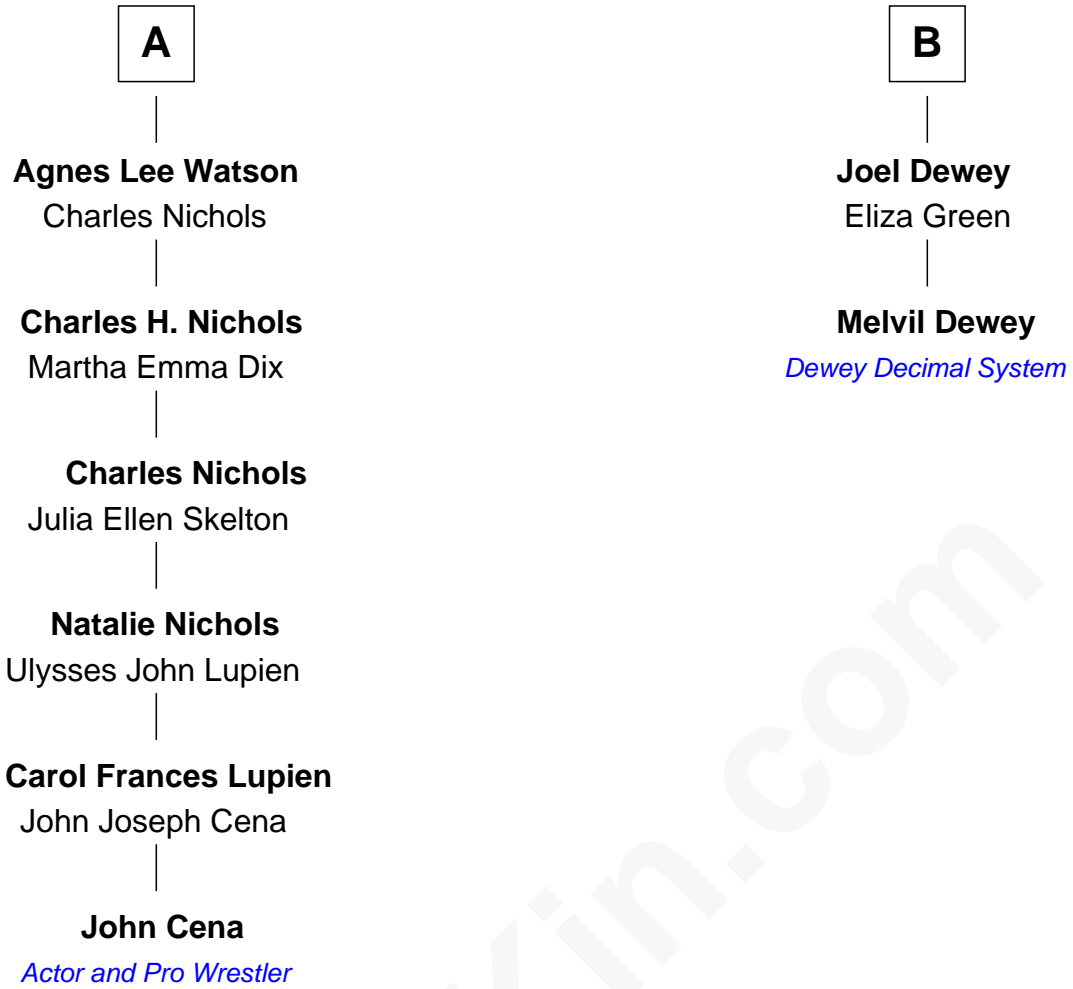 A
Agnes Lee Watson
Charles Nichols
Charles H. Nichols
Martha Emma Dix
Charles Nichols
Julia Ellen Skelton
Natalie Nichols
Ulysses John Lupien
Carol Frances Lupien
John Joseph Cena
John Cena
Actor and Pro Wrestler
B
Joel Dewey
Eliza Green
Melvil Dewey
Dewey Decimal System